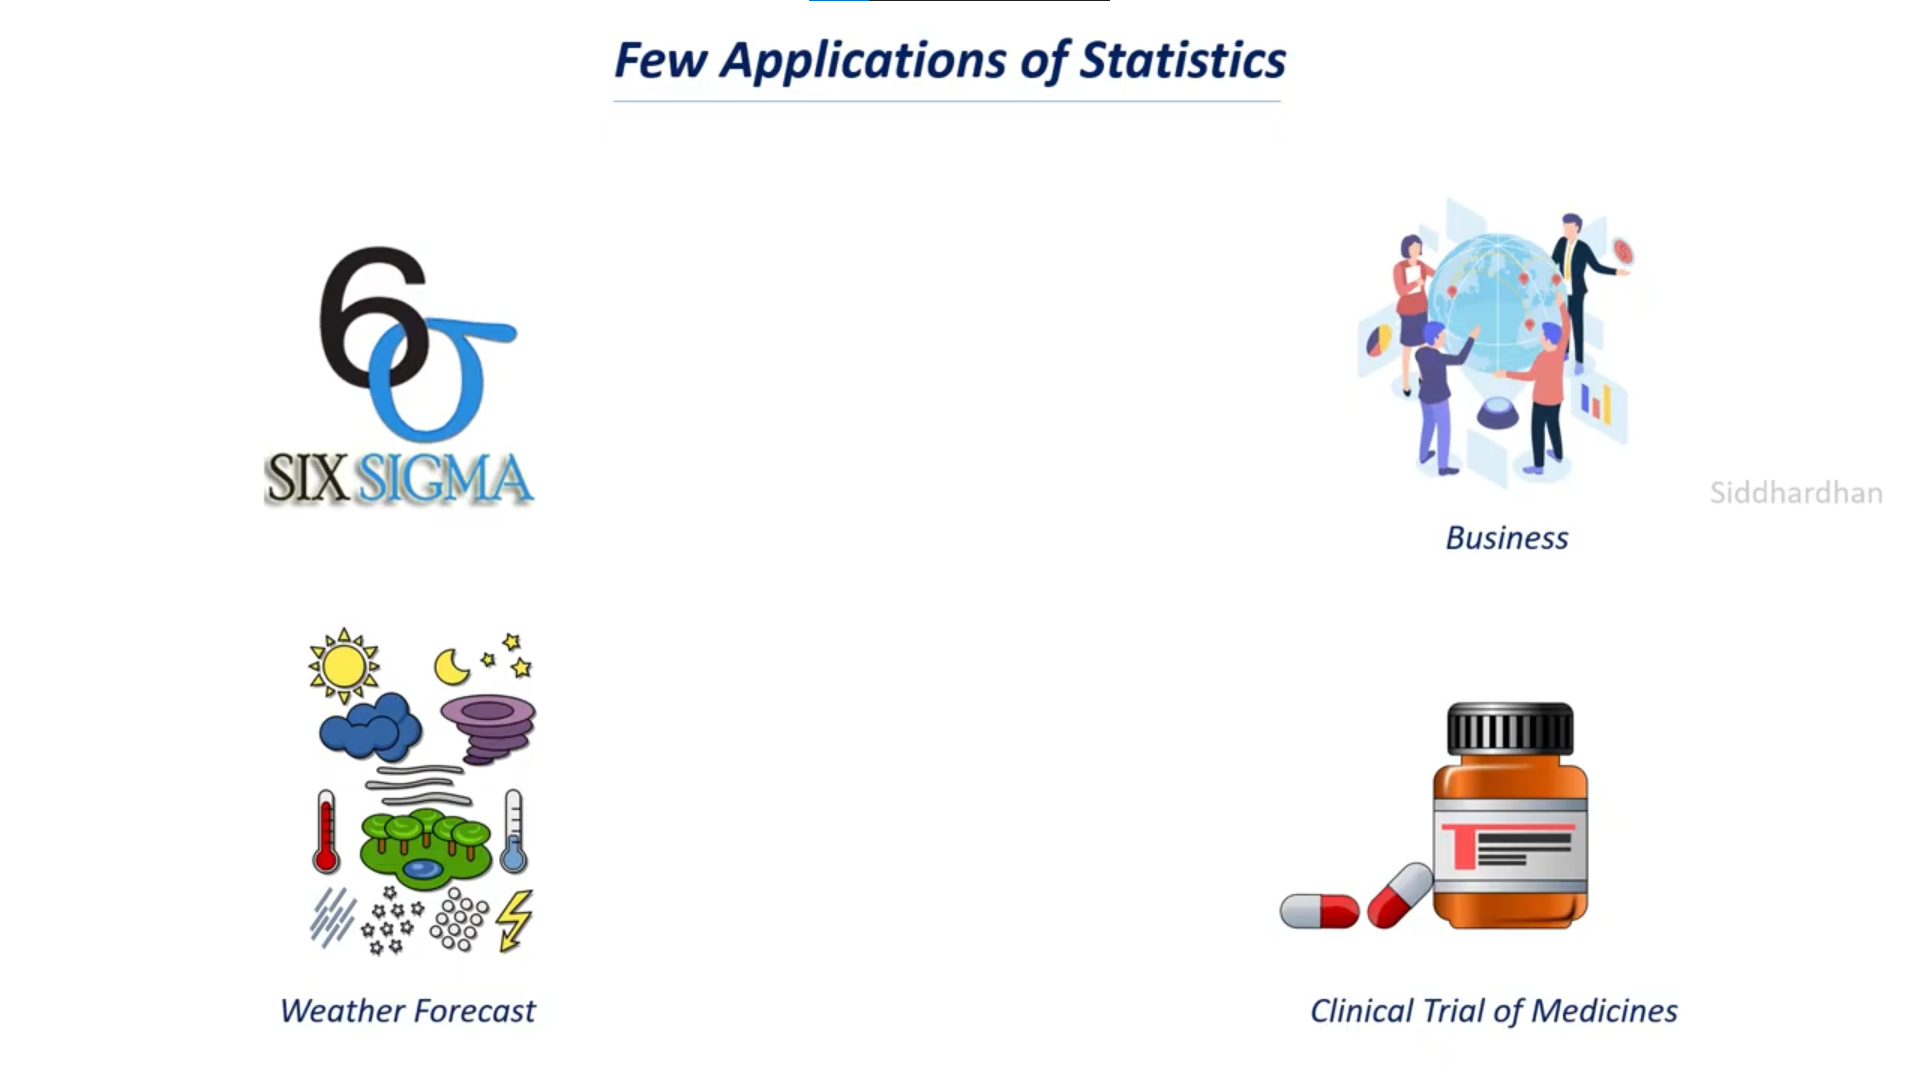 Few Applications of Statistics
6σ
SIX SIGMA
Business
Siddhardhan
Weather Forecast
Clinical Trial of Medicines